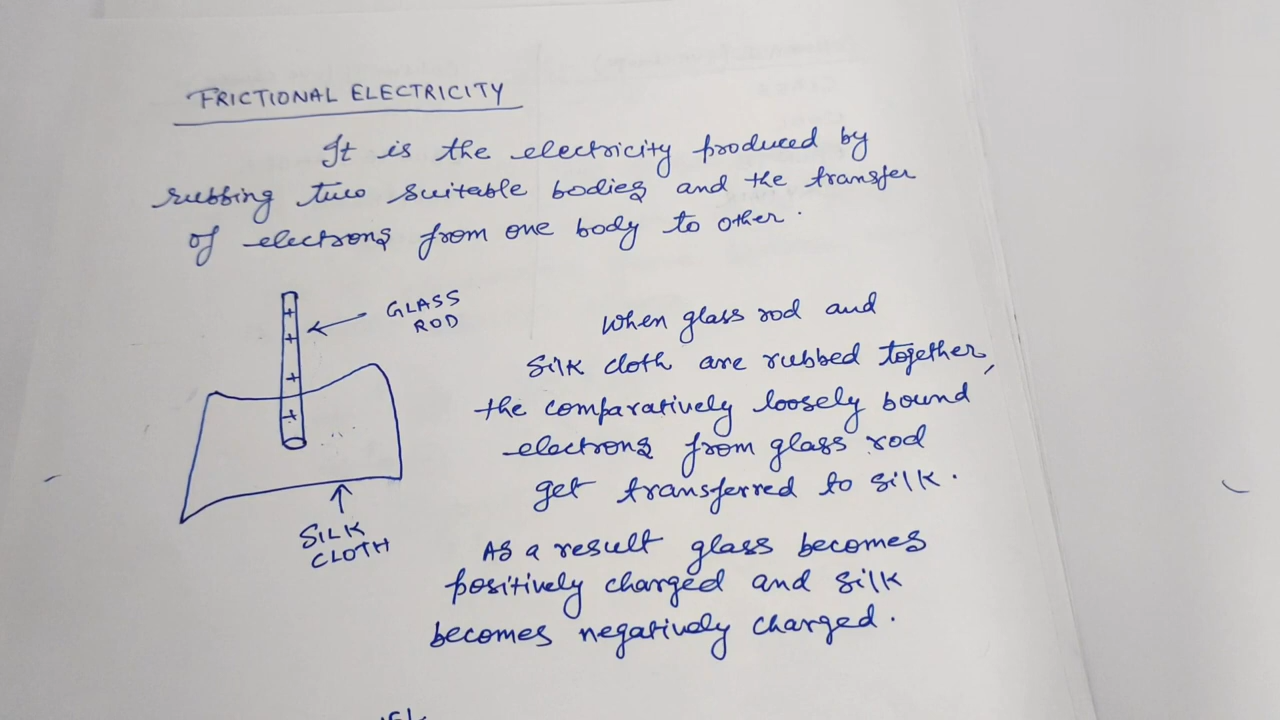 FRICTIONAL ELECTRICITY
It is the electricity produced by
rubbing two suitable bodies and the transfer
of electrons from one body to other.
GLASS
ROD
When glass rod and
silk cloth are rubbed together,
the comparatively loosely bound
electrons from glass rod
get transferred to silk.
SILK
CLOTH
As a result glass becomes
positively charged and silk
becomes negatively charged.